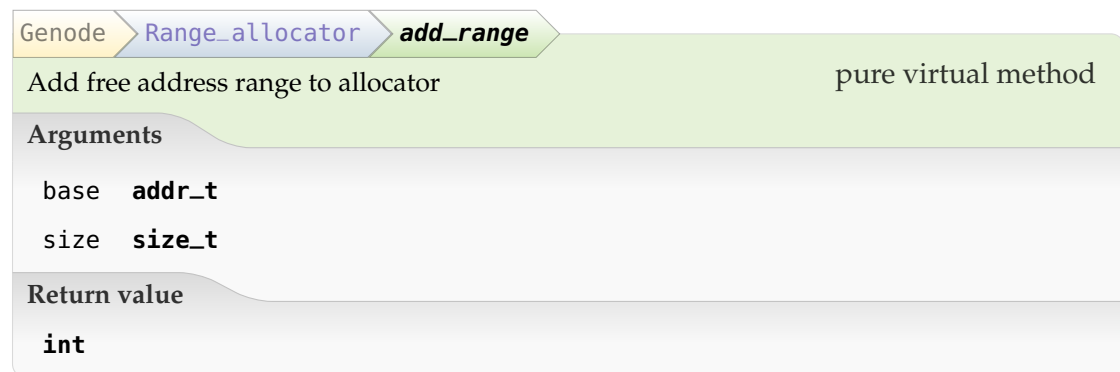 Genode Range_allocator add_range
Add free address range to allocator pure virtual method
Arguments
base addr_t
size size_t
Return value
int